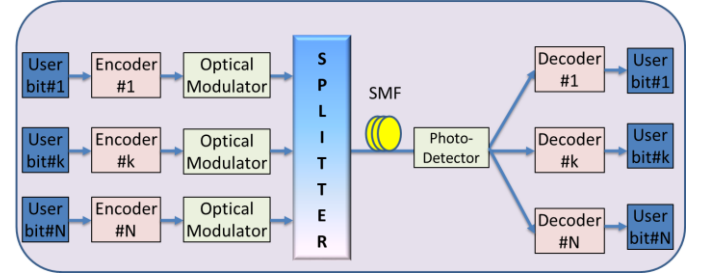 User
bit#1
Encoder
#1
Optical
Modulator
User
bit#k
Encoder
#k
Optical
Modulator
User
bit#N
Encoder
#N
Optical
Modulator
S
P
L
I
T
T
E
R
SMF
Photo-
Detector
Decoder
#1
User
bit#1
Decoder
#k
User
bit#k
Decoder
#N
User
bit#N